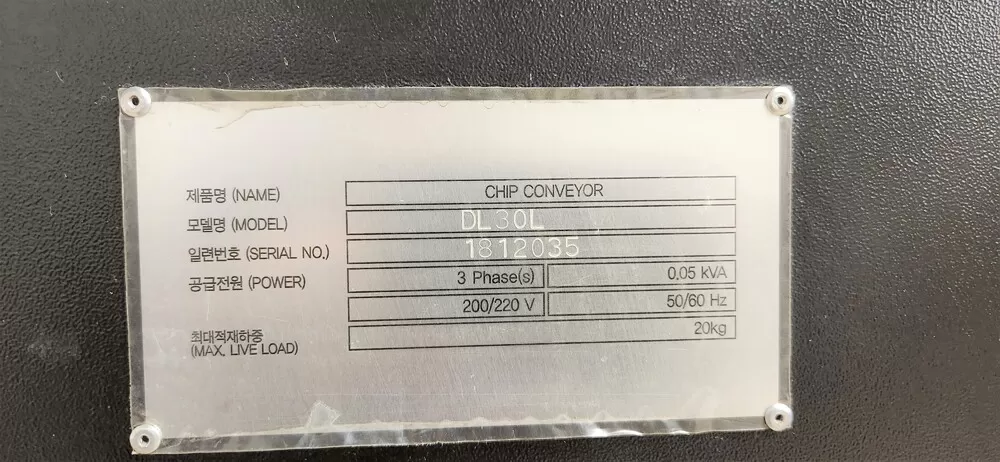 제품명 (NAME) CHIP CONVEYOR
모델명 (MODEL) DL30L
일련번호 (SERIAL NO.) 1812035
공급전원 (POWER) 3 Phase(s) 0,05 kVA
200/220 V 50/60 Hz
최대적재하중 20kg
(MAX. LIVE LOAD)